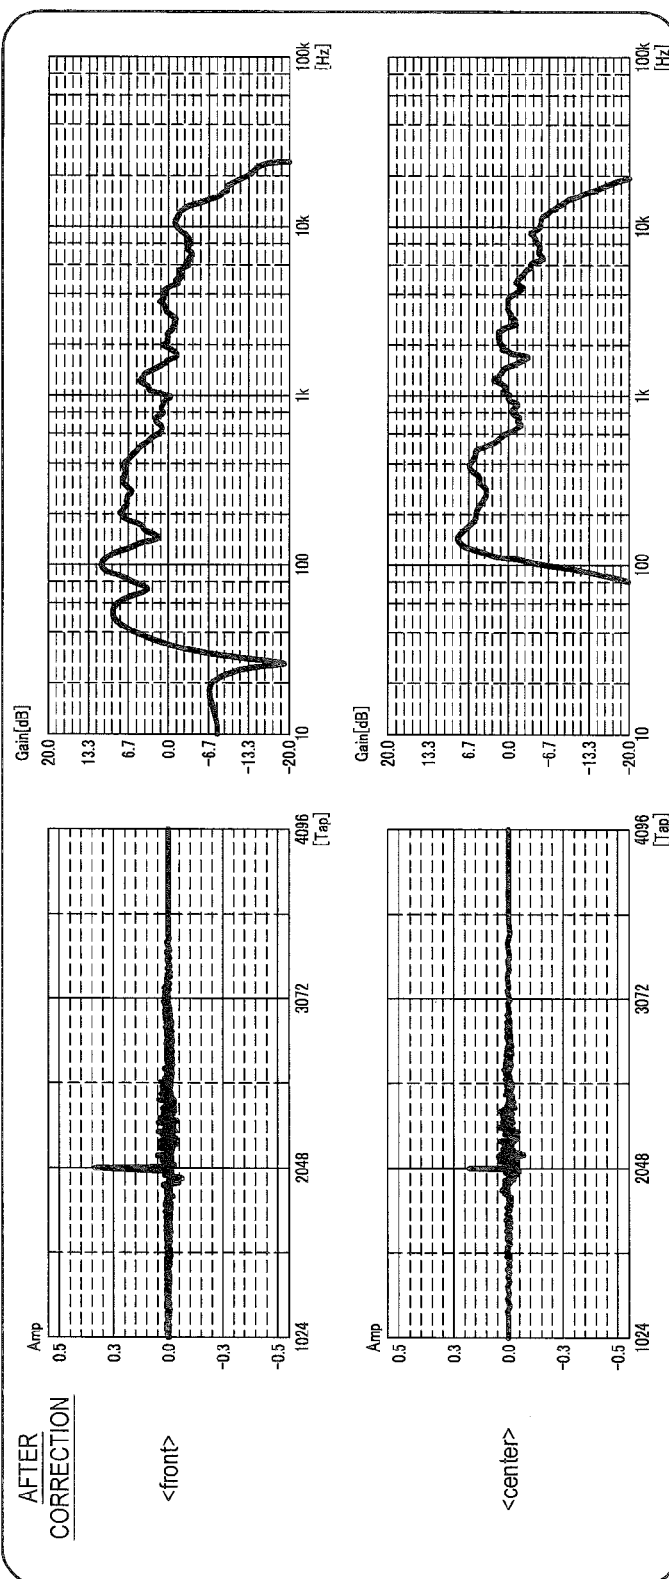 AFTER
CORRECTION
<front>
Amp
0.5
0.3
0.0
-0.3
-0.5
1024
2048
3072
4096
[Tap]
Gain[dB]
20.0
13.3
6.7
0.0
-6.7
-13.3
-20.0
10
100
1k
10k
100k
[Hz]
<center>
Amp
0.5
0.3
0.0
-0.3
-0.5
1024
2048
3072
4096
[Tap]
Gain[dB]
20.0
13.3
6.7
0.0
-6.7
-13.3
-20.0
10
100
1k
10k
100k
[Hz]